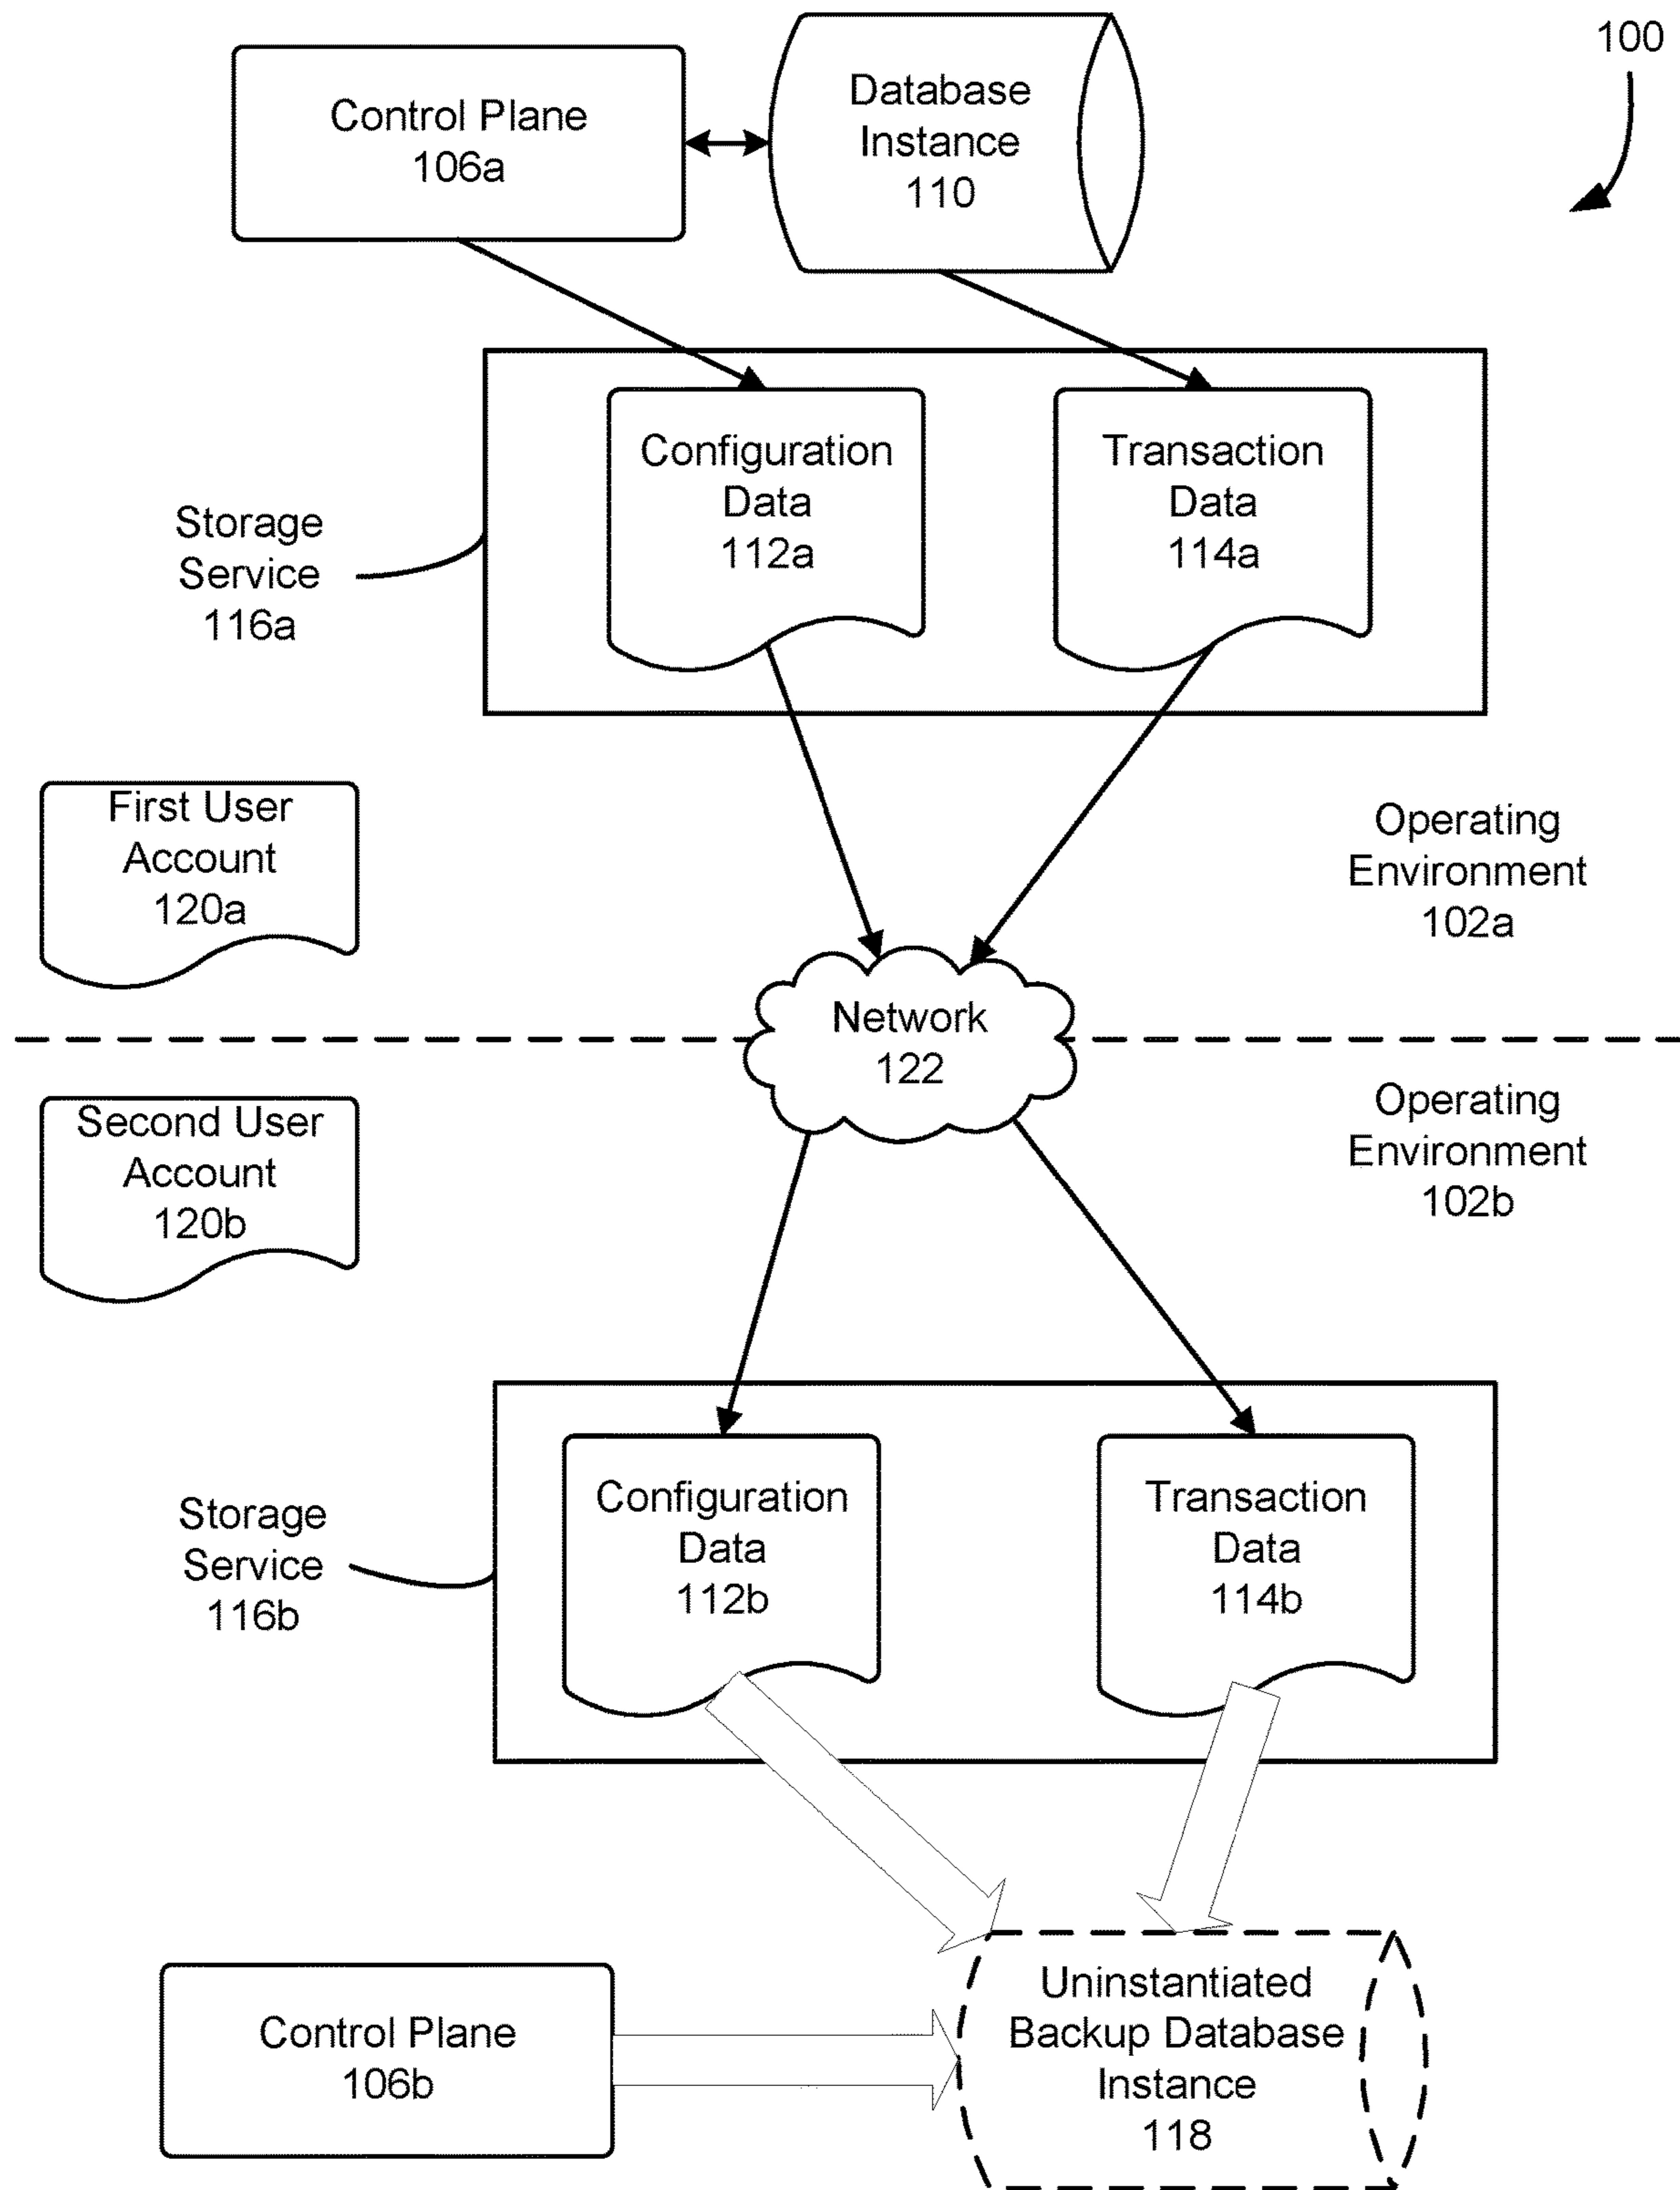 100
Control Plane
106a
Database
Instance
110
Configuration
Data
112a
Transaction
Data
114a
Storage
Service
116a
First User
Account
120a
Operating
Environment
102a
Network
122
Second User
Account
120b
Operating
Environment
102b
Storage
Service
116b
Configuration
Data
112b
Transaction
Data
114b
Control Plane
106b
Uninstantiated
Backup Database
Instance
118